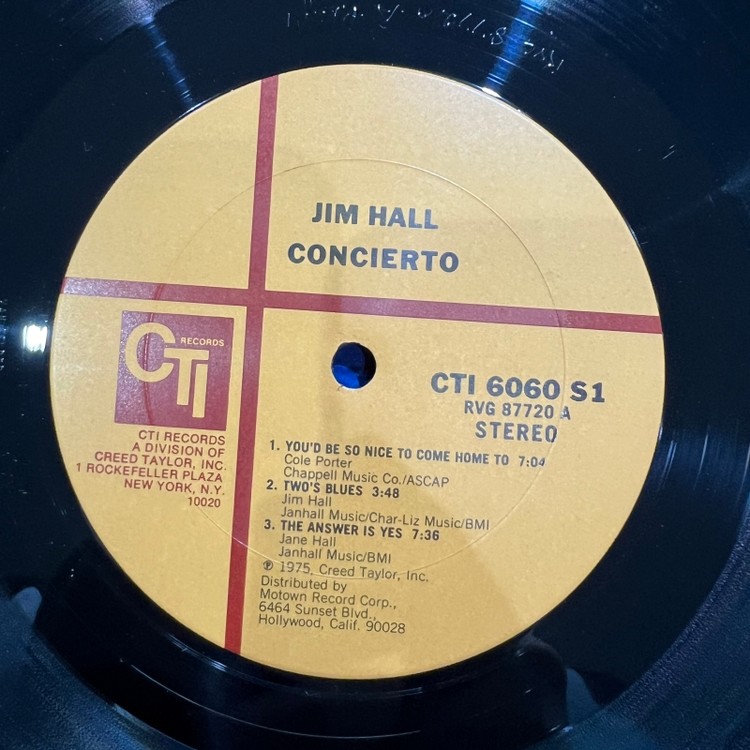 JIM HALL
CONCIERTO
CTI
RECORDS
CTI RECORDS
A DIVISION OF
CREED TAYLOR, INC.
1 ROCKEFELLER PLAZA
NEW YORK, N.Y.
10020
CTI 6060 S1
RVG 87720 A
STEREO
1. YOU'D BE SO NICE TO COME HOME TO 7:04
Cole Porter
Chappell Music Co./ASCAP
2. TWO'S BLUES 3:48
Jim Hall
Janhall Music/Char-Liz Music/BMI
3. THE ANSWER IS YES 7:36
Jane Hall
Janhall Music/BMI
℗ 1975, Creed Taylor, Inc.
Distributed by
Motown Record Corp.,
6464 Sunset Blvd.,
Hollywood, Calif. 90028